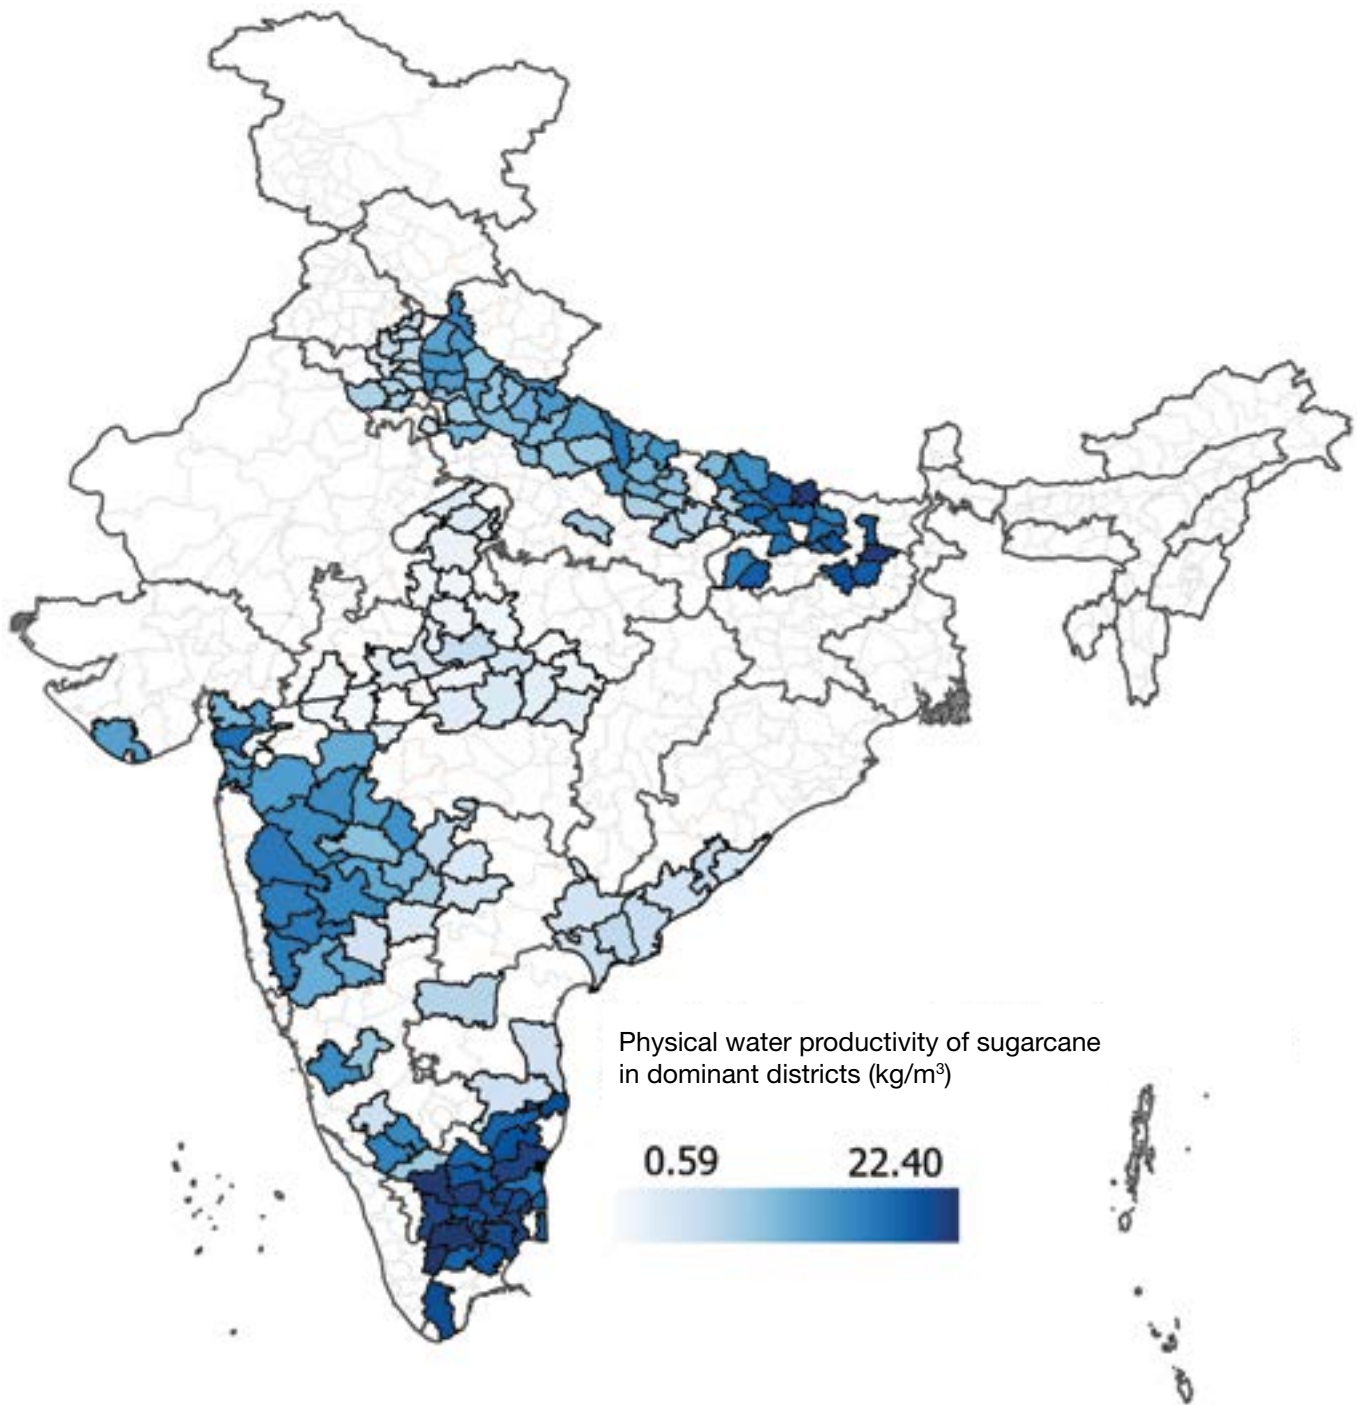 Physical water productivity of sugarcane
in dominant districts (kg/m³)
0.59 22.40